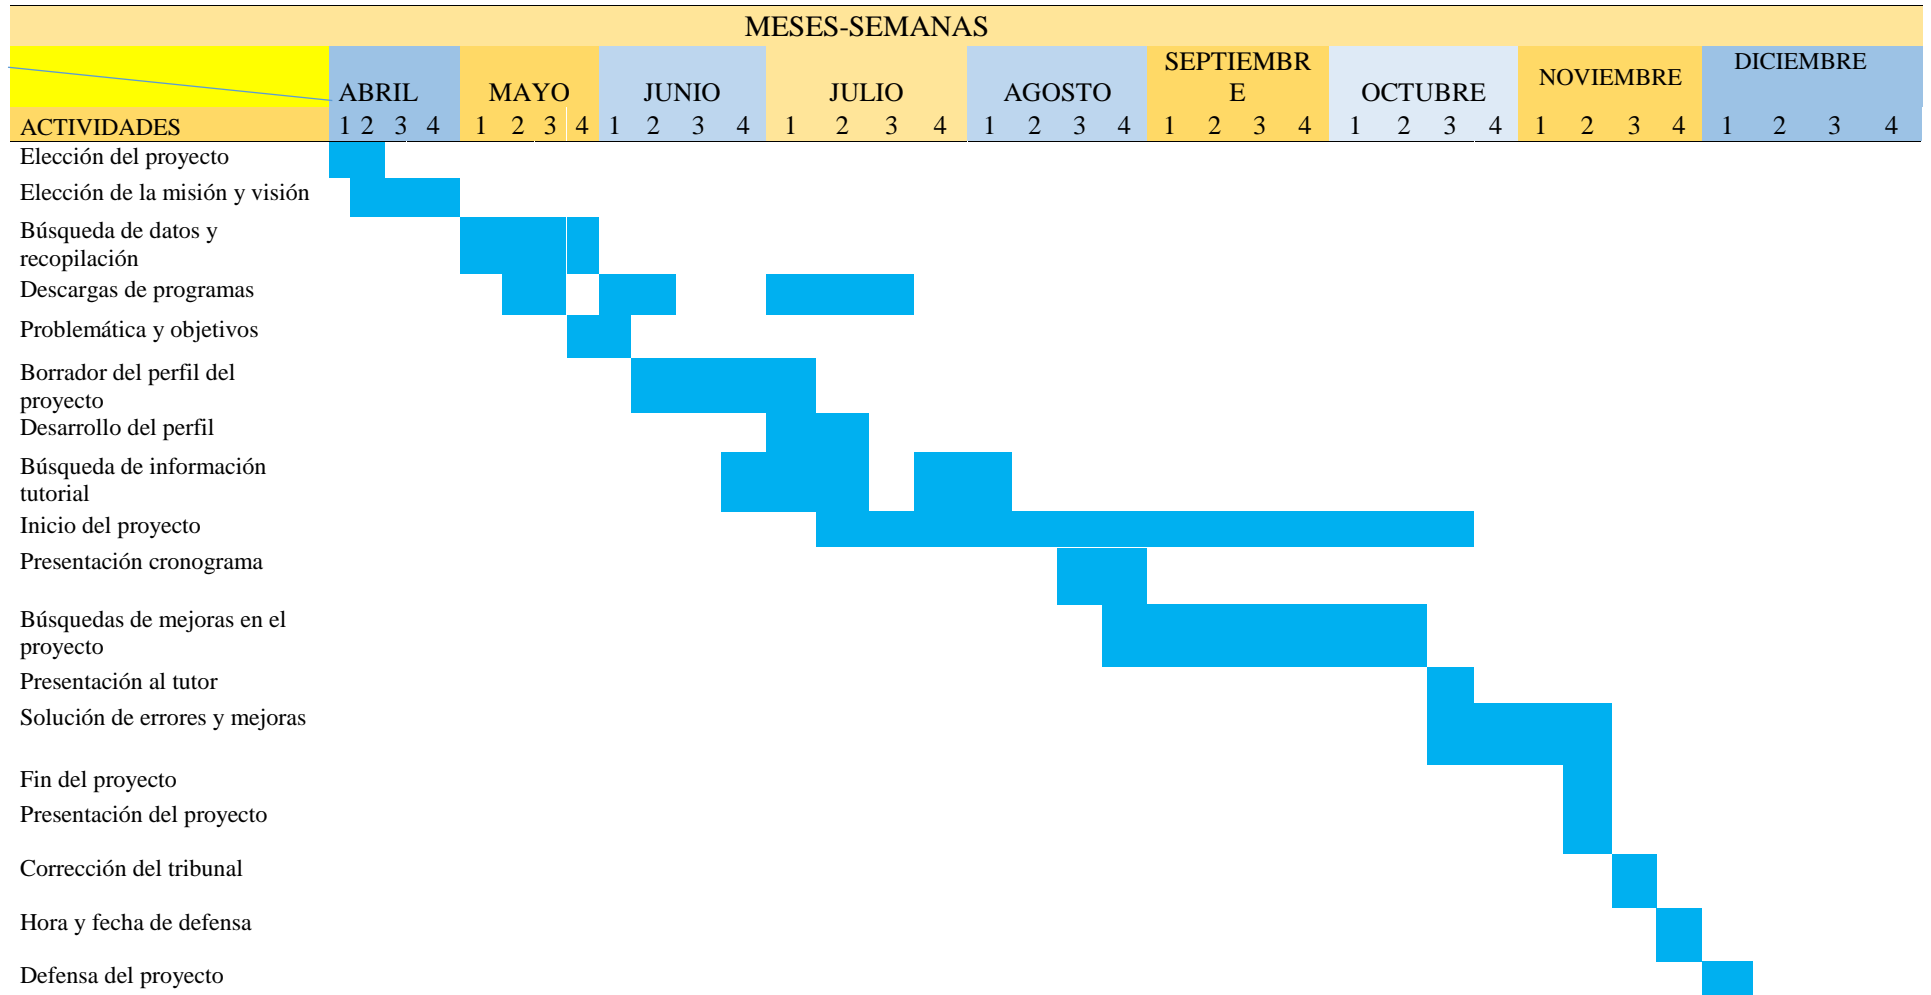 MESES-SEMANAS
ABRIL MAYO JUNIO JULIO AGOSTO SEPTIEMBR
E OCTUBRE NOVIEMBRE DICIEMBRE
ACTIVIDADES 1 2 3 4 1 2 3 4 1 2 3 4 1 2 3 4 1 2 3 4 1 2 3 4 1 2 3 4 1 2 3 4 1 2 3 4
Elección del proyecto
Elección de la misión y visión
Búsqueda de datos y
recopilación
Descargas de programas
Problemática y objetivos
Borrador del perfil del
proyecto
Desarrollo del perfil
Búsqueda de información
tutorial
Inicio del proyecto
Presentación cronograma
Búsquedas de mejoras en el
proyecto
Presentación al tutor
Solución de errores y mejoras
Fin del proyecto
Presentación del proyecto
Corrección del tribunal
Hora y fecha de defensa
Defensa del proyecto